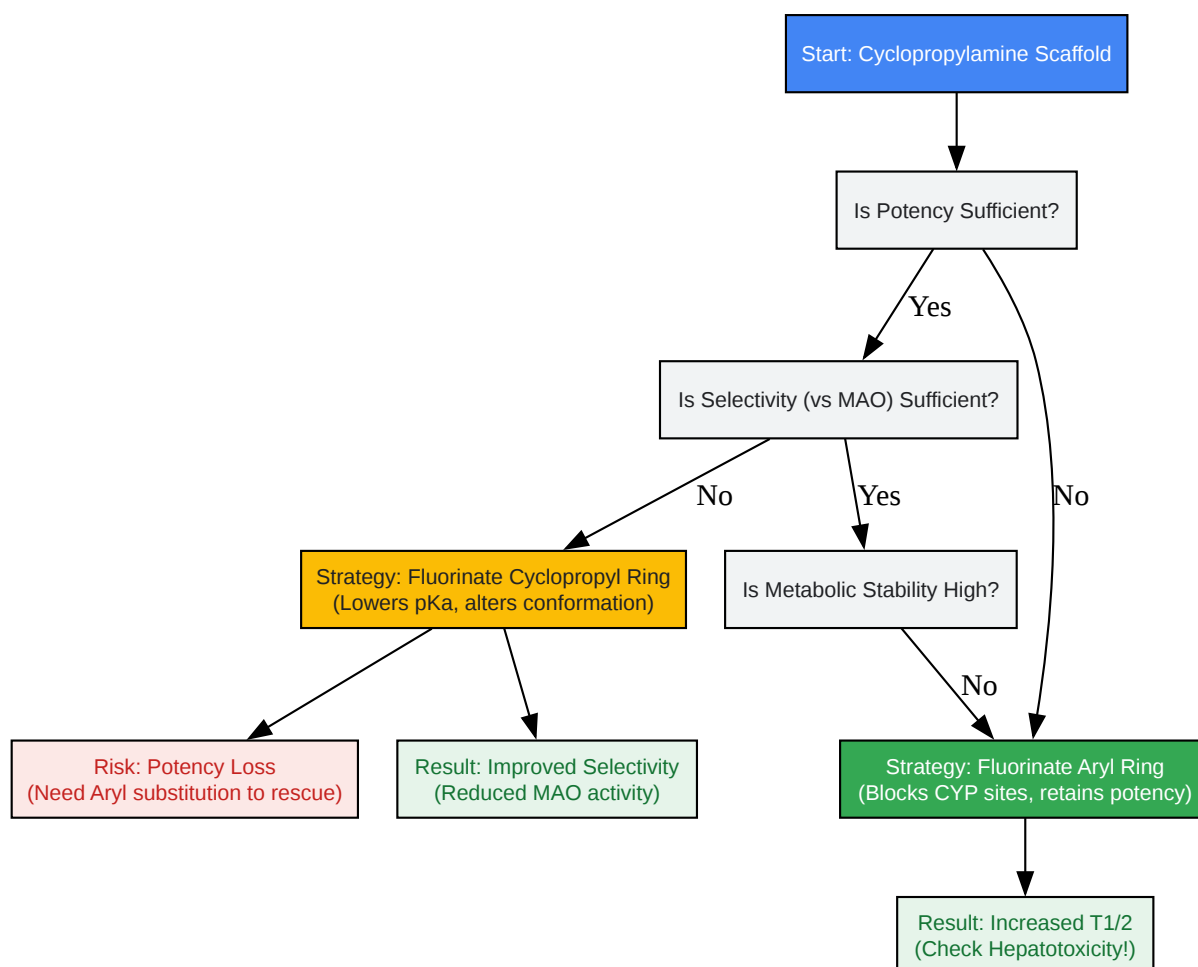 Start: Cyclopropylamine Scaffold
Is Potency Sufficient?
Yes
Is Selectivity (vs MAO) Sufficient?
No
Yes
No
Strategy: Fluorinate Cyclopropyl Ring
(Lowers pKa, alters conformation)
Is Metabolic Stability High?
No
Risk: Potency Loss
(Need Aryl substitution to rescue)
Result: Improved Selectivity
(Reduced MAO activity)
Strategy: Fluorinate Aryl Ring
(Blocks CYP sites, retains potency)
Result: Increased T1/2
(Check Hepatotoxicity!)